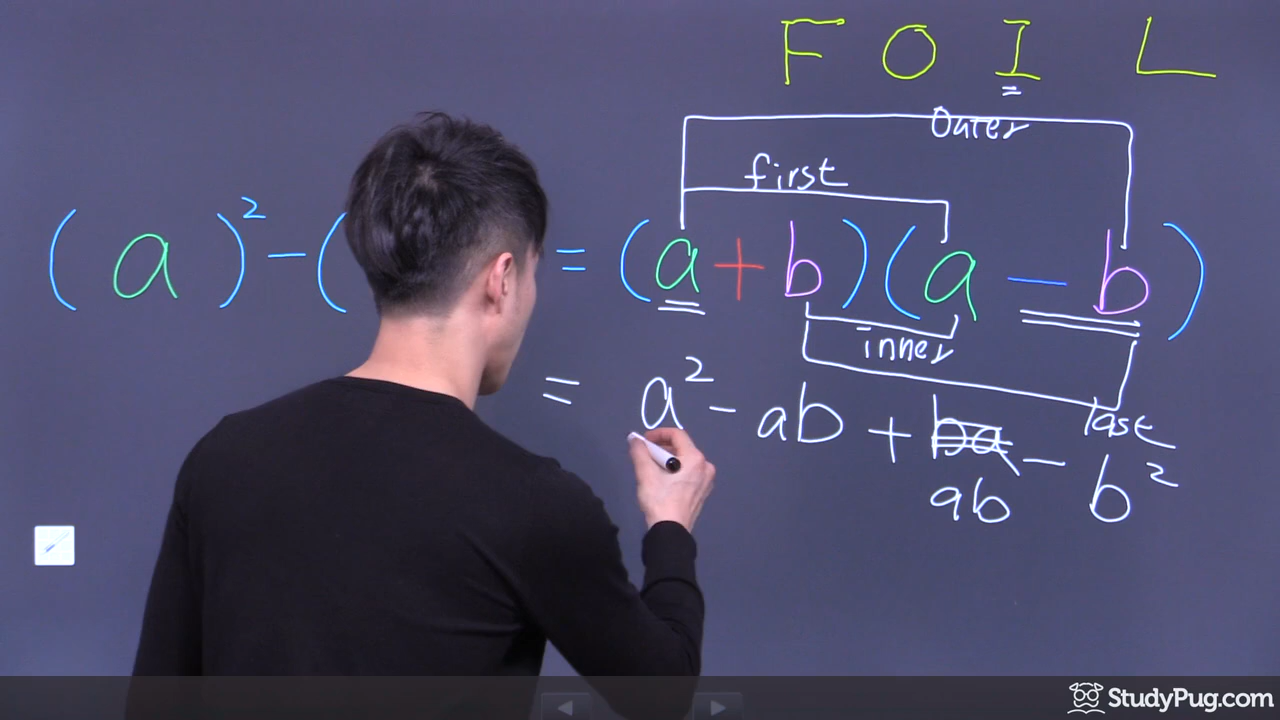 F O I L
Outer
first
(a)² - ( = (a + b)(a - b)
inner
last
= a² - ab + ba - b²
ab
StudyPug.com